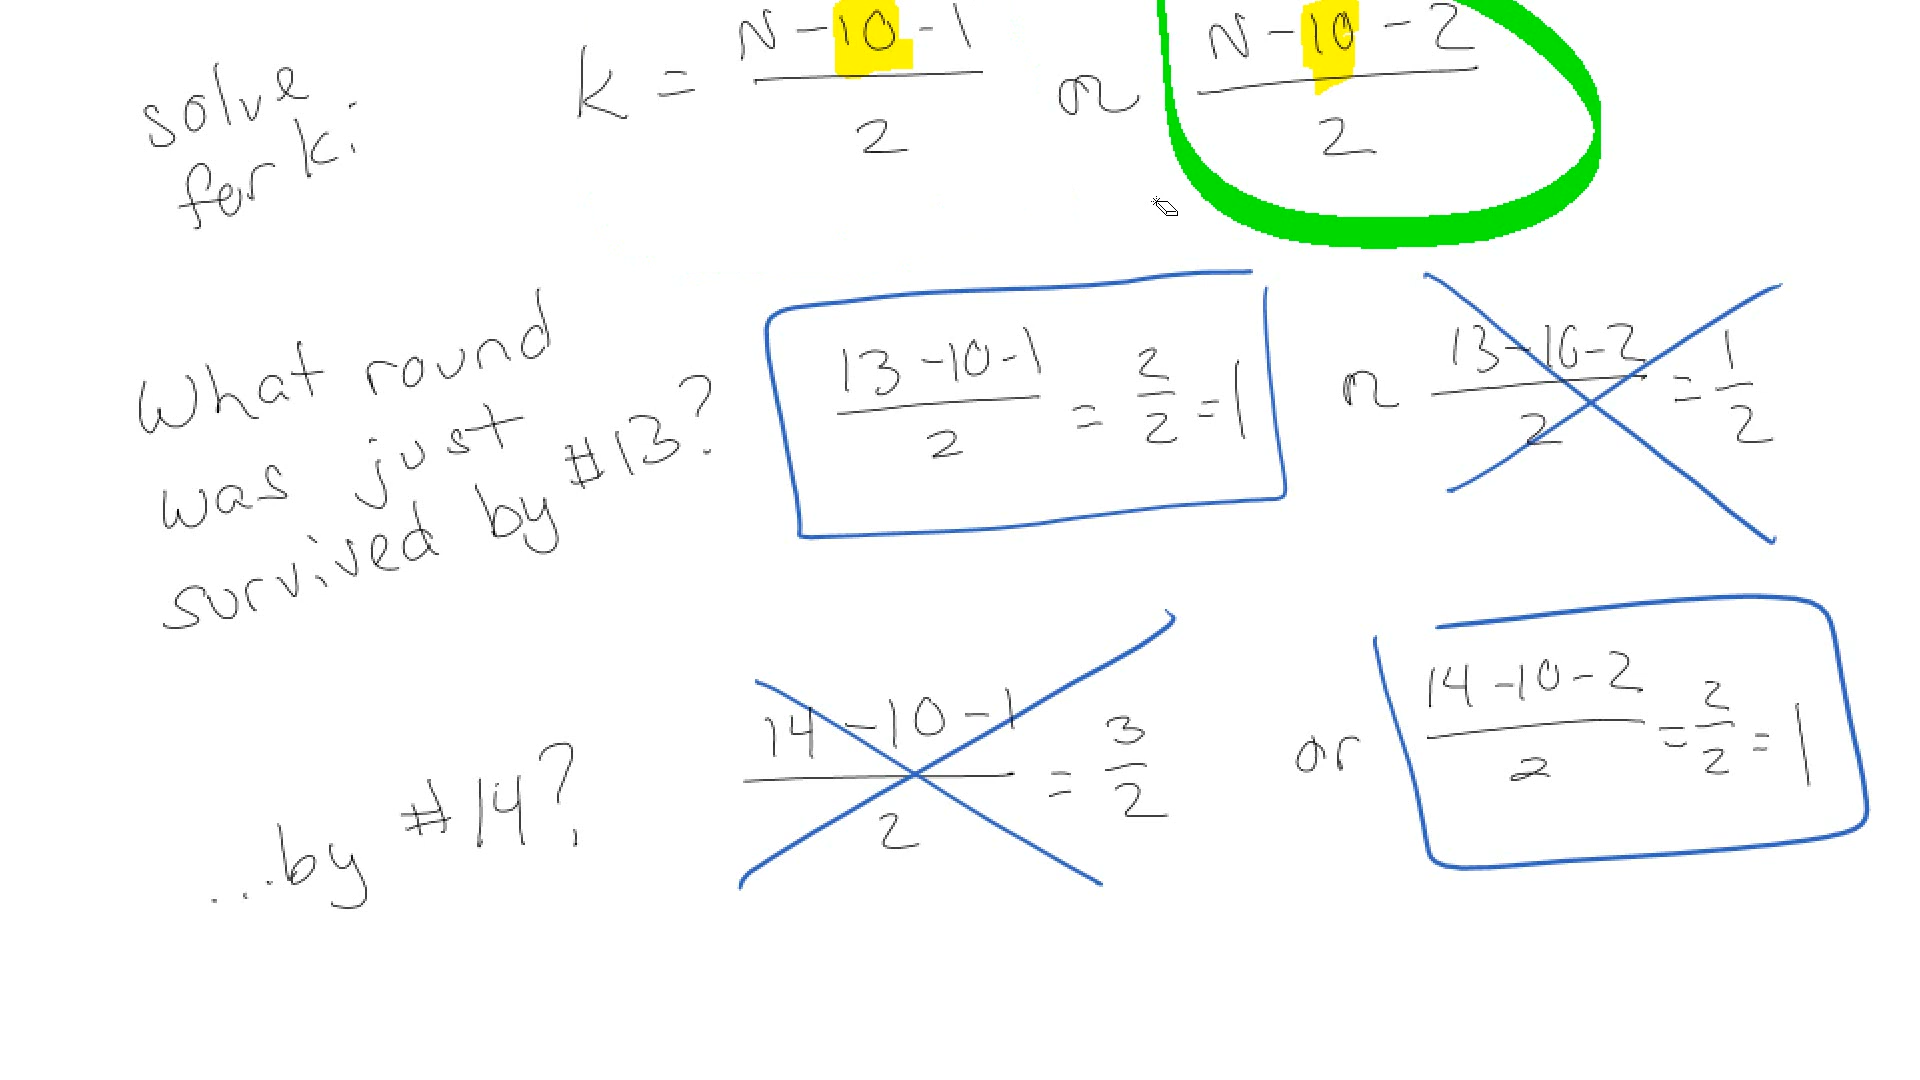 solve for k: k = (N-10-1)/2 or (N-10-2)/2
What round was just survived by #13? (13-10-1)/2 = 2/2 = 1 or (13-10-2)/2 = 1/2
...by #14? (14-10-1)/2 = 3/2 or (14-10-2)/2 = 2/2 = 1